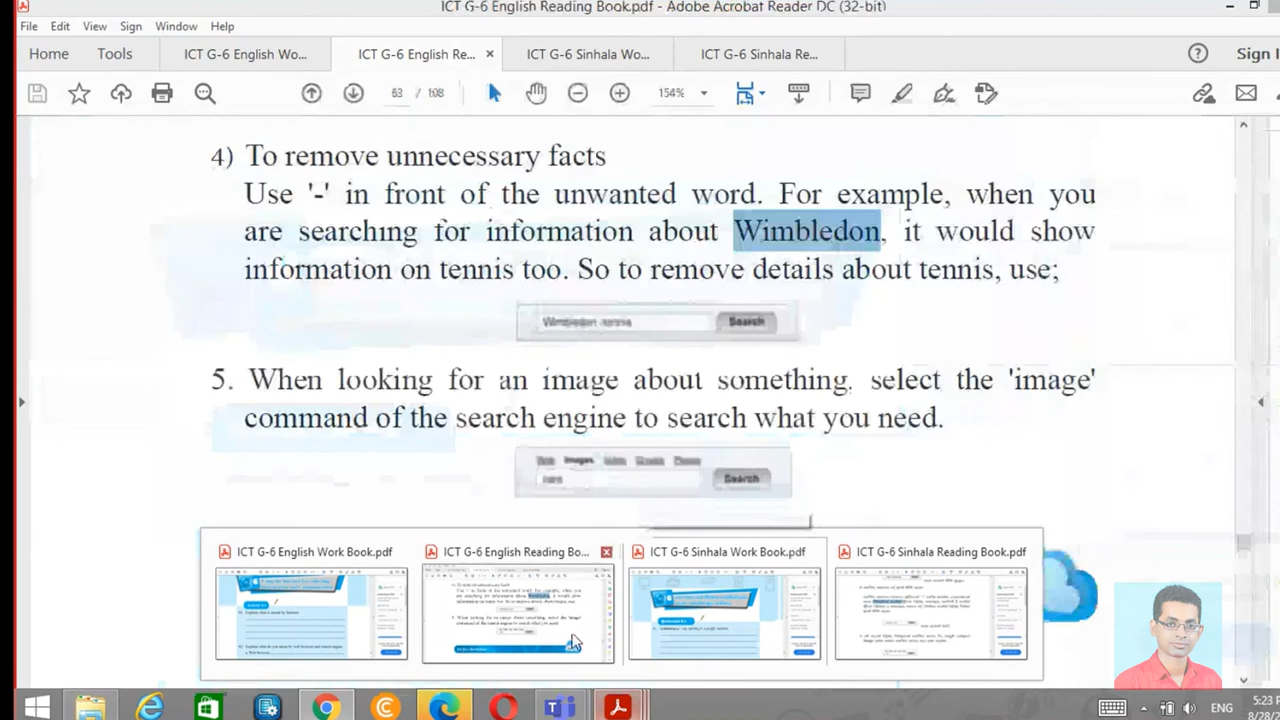 ICT G-6 English Reading Book.pdf - Adobe Acrobat Reader DC (32-bit)
File Edit View Sign Window Help
Home Tools ICT G-6 English Wo... ICT G-6 English Re... × ICT G-6 Sinhala Wo... ICT G-6 Sinhala Re... Sign I
63 / 108 154%
4) To remove unnecessary facts
Use '-' in front of the unwanted word. For example, when you
are searching for information about Wimbledon, it would show
information on tennis too. So to remove details about tennis, use;
Wimbledon -tennis Search
5. When looking for an image about something, select the 'image'
command of the search engine to search what you need.
Images
Search
ICT G-6 English Work Book.pdf ICT G-6 English Reading Bo... ICT G-6 Sinhala Work Book.pdf ICT G-6 Sinhala Reading Book.pdf
ENG 5:23
8/28/2